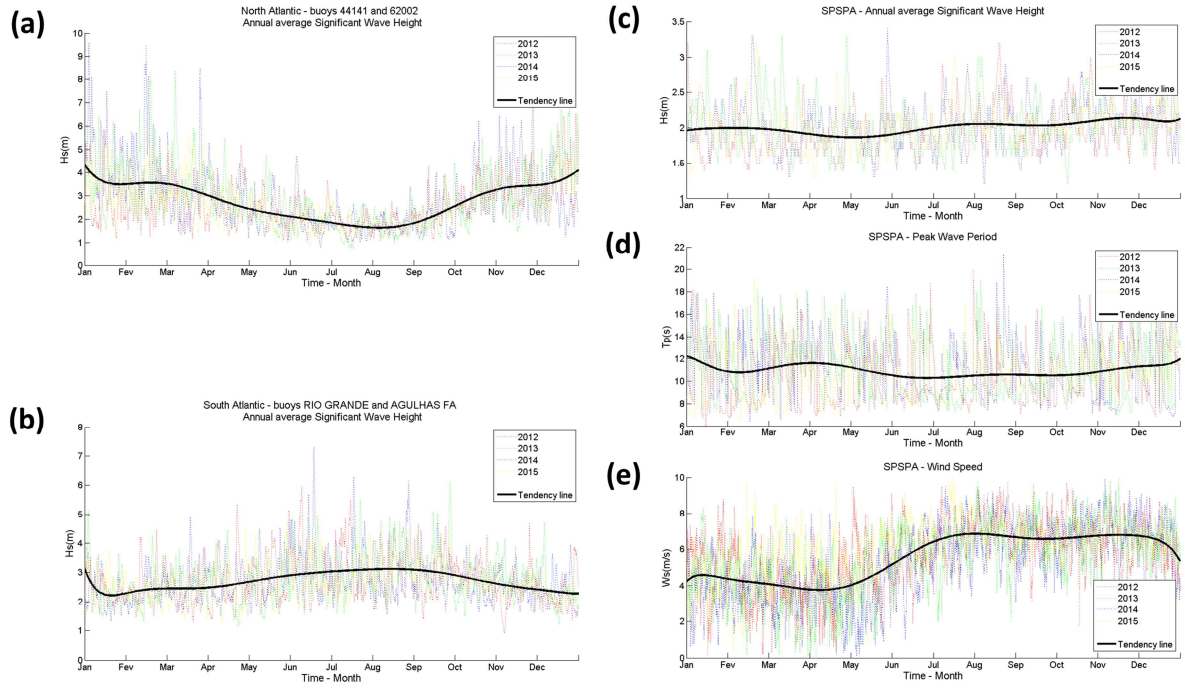 (a)
North Atlantic - buoys 44141 and 62002
Annual average Significant Wave Height
10
9
8
7
6
5
4
3
2
1
0
Hs(m)
2012
2013
2014
2015
Tendency line
Jan Fev Mar Apr May Jun Jul Aug Sep Oct Nov Dec
Time - Month
(b)
South Atlantic - buoys RIO GRANDE and AGULHAS FA
Annual average Significant Wave Height
9
8
7
6
5
4
3
2
1
0
Hs(m)
2012
2013
2014
2015
Tendency line
Jan Fev Mar Apr May Jun Jul Aug Sep Oct Nov Dec
Time - Month
(c)
SPSPA - Annual average Significant Wave Height
3.5
3
2.5
2
1.5
1
Hs(m)
2012
2013
2014
2015
Tendency line
Jan Fev Mar Apr May Jun Jul Aug Sep Oct Nov Dec
Time - Month
(d)
SPSPA - Peak Wave Period
22
20
18
16
14
12
10
8
6
Tp(s)
2012
2013
2014
2015
Tendency line
Jan Fev Mar Apr May Jun Jul Aug Sep Oct Nov Dec
Time - Month
(e)
SPSPA - Wind Speed
10
8
6
4
2
0
Ws(m/s)
2012
2013
2014
2015
Tendency line
Jan Fev Mar Apr May Jun Jul Aug Sep Oct Nov Dec
Time - Month